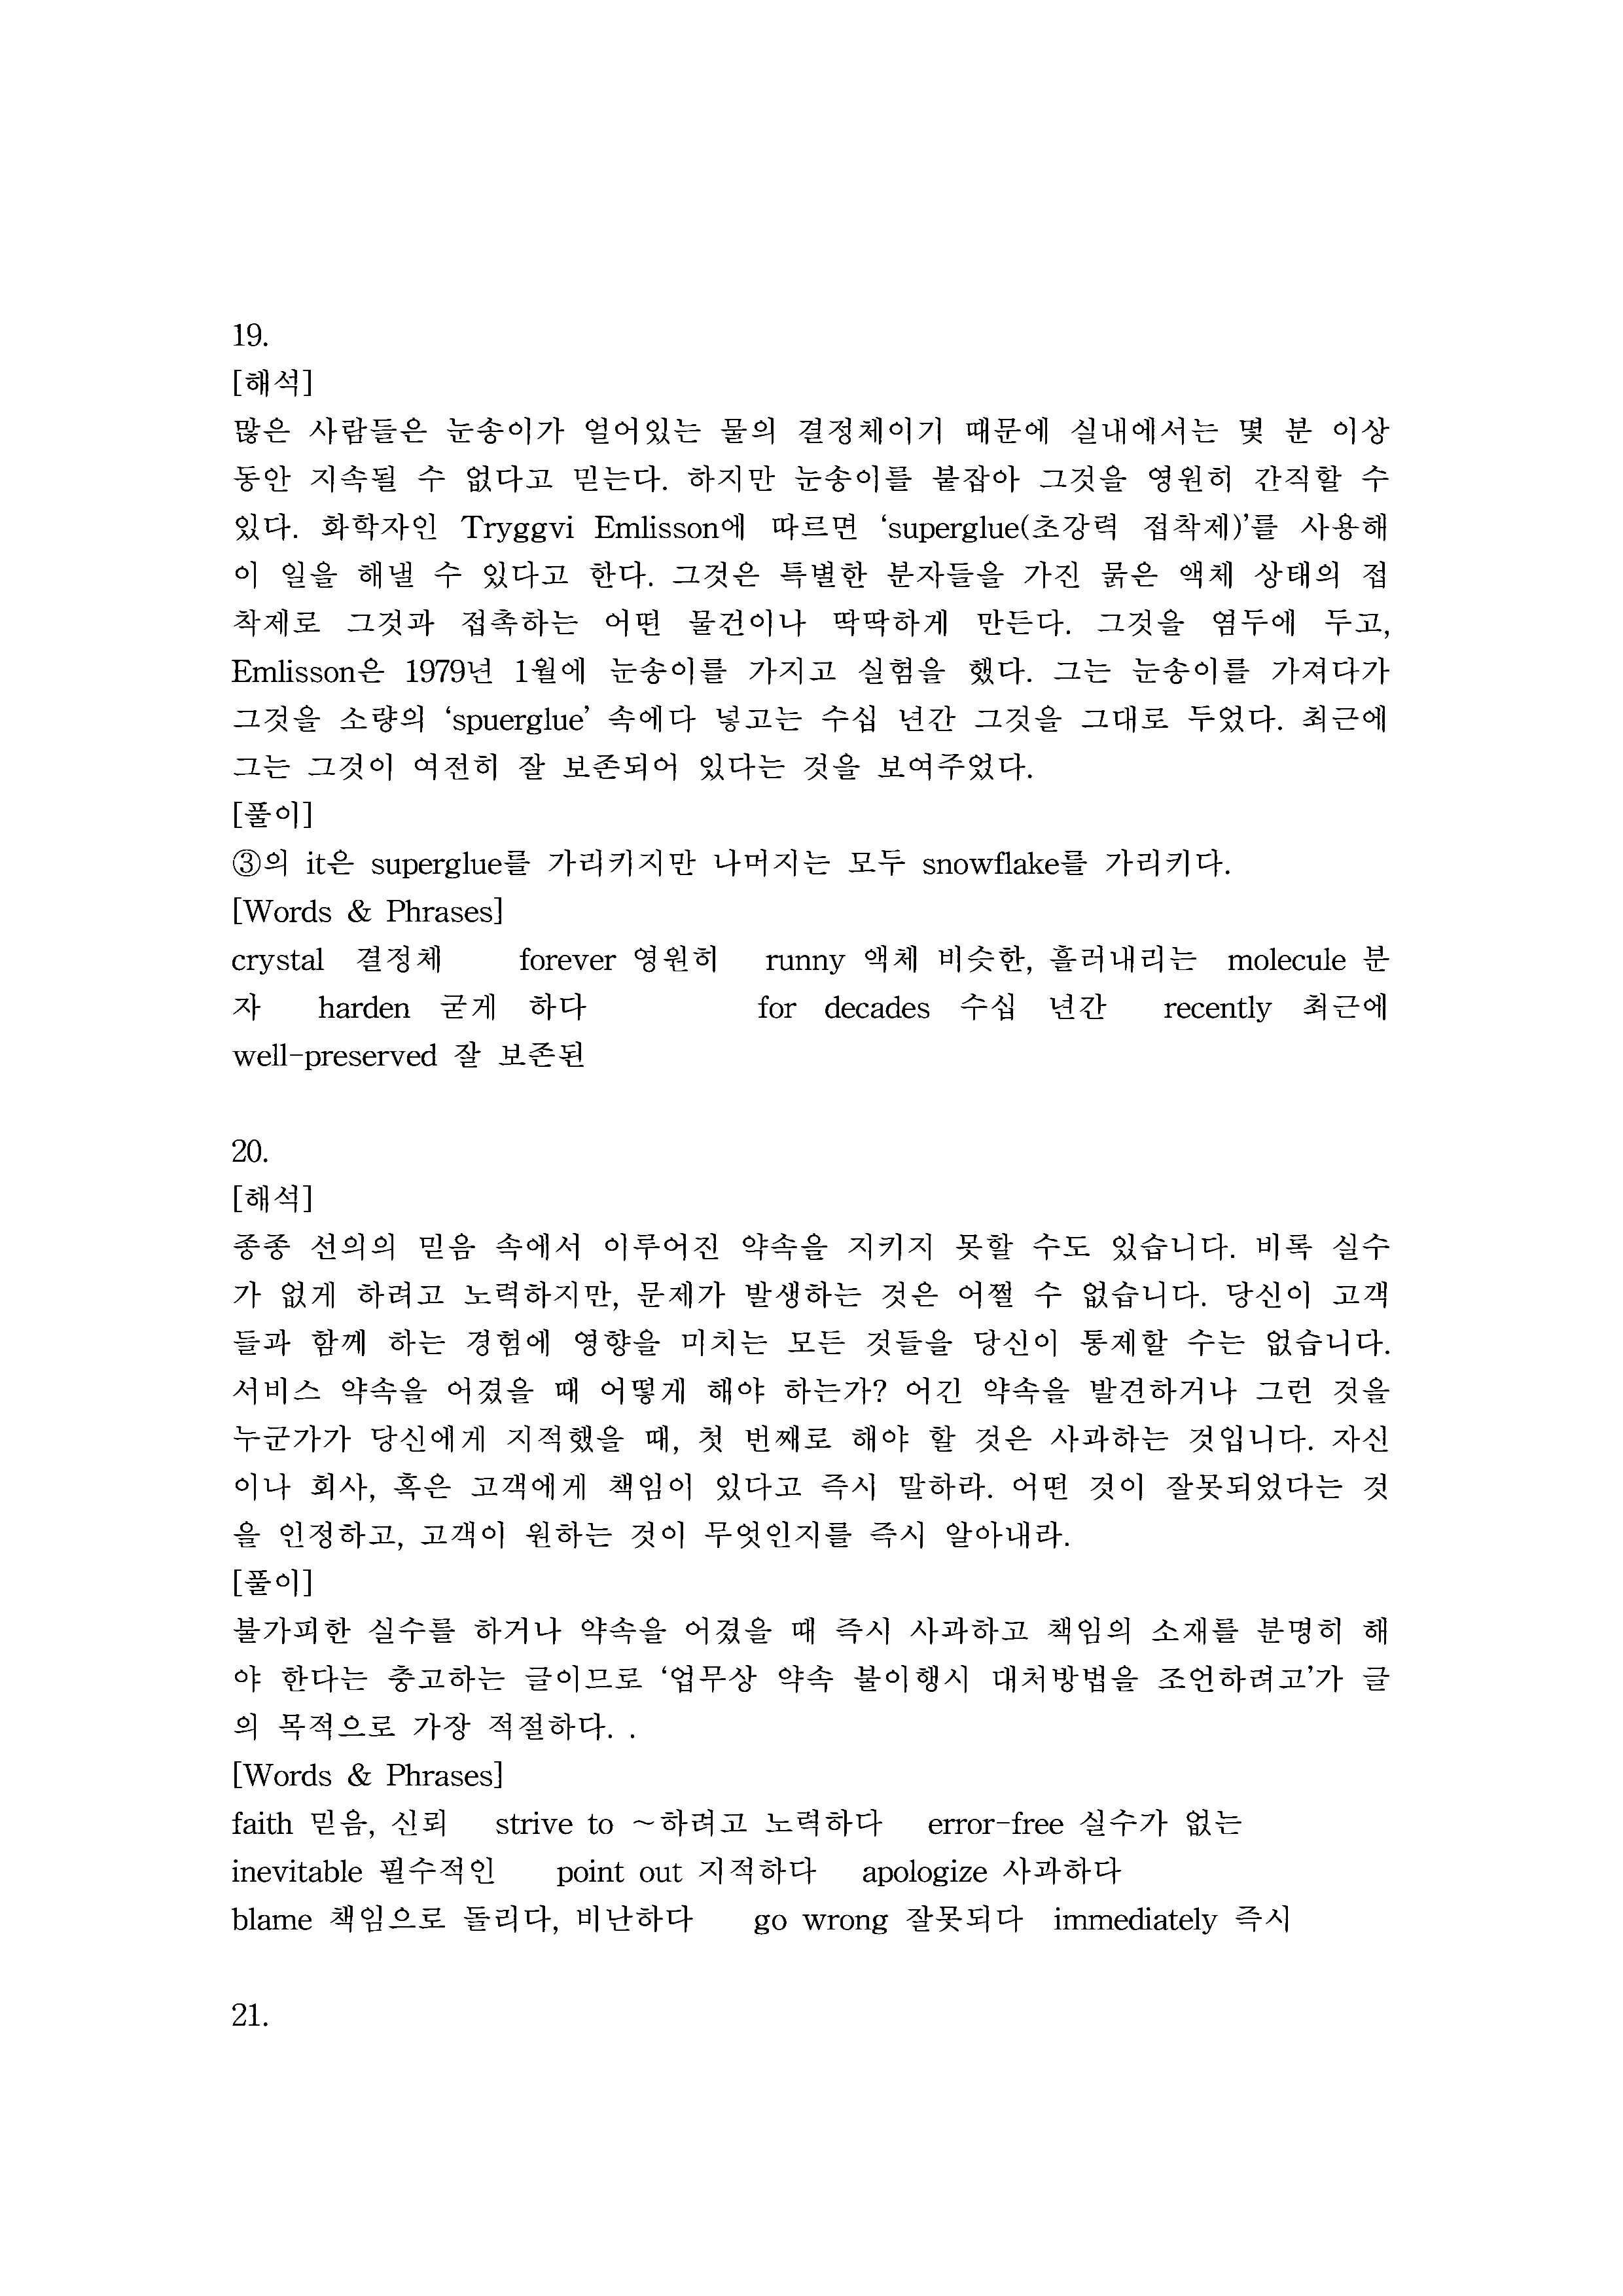 19.
[해석]
많은 사람들은 눈송이가 얼어있는 물의 결정체이기 때문에 실내에서는 몇 분 이상
동안 지속될 수 없다고 믿는다. 하지만 눈송이를 붙잡아 그것을 영원히 간직할 수
있다. 화학자인 Tryggvi Emlisson에 따르면 ‘superglue(초강력 접착제)’를 사용해
이 일을 해낼 수 있다고 한다. 그것은 특별한 분자들을 가진 묽은 액체 상태의 접
착제로 그것과 접촉하는 어떤 물건이나 딱딱하게 만든다. 그것을 염두에 두고,
Emlisson은 1979년 1월에 눈송이를 가지고 실험을 했다. 그는 눈송이를 가져다가
그것을 소량의 ‘spuerglue’ 속에다 넣고는 수십 년간 그것을 그대로 두었다. 최근에
그는 그것이 여전히 잘 보존되어 있다는 것을 보여주었다.
[풀이]
③의 it은 superglue를 가리키지만 나머지는 모두 snowflake를 가리키다.
[Words & Phrases]
crystal 결정체 forever 영원히 runny 액체 비슷한, 흘러내리는 molecule 분
자 harden 굳게 하다 for decades 수십 년간 recently 최근에
well-preserved 잘 보존된
20.
[해석]
종종 선의의 믿음 속에서 이루어진 약속을 지키지 못할 수도 있습니다. 비록 실수
가 없게 하려고 노력하지만, 문제가 발생하는 것은 어쩔 수 없습니다. 당신이 고객
들과 함께 하는 경험에 영향을 미치는 모든 것들을 당신이 통제할 수는 없습니다.
서비스 약속을 어겼을 때 어떻게 해야 하는가? 어긴 약속을 발견하거나 그런 것을
누군가가 당신에게 지적했을 때, 첫 번째로 해야 할 것은 사과하는 것입니다. 자신
이나 회사, 혹은 고객에게 책임이 있다고 즉시 말하라. 어떤 것이 잘못되었다는 것
을 인정하고, 고객이 원하는 것이 무엇인지를 즉시 알아내라.
[풀이]
불가피한 실수를 하거나 약속을 어겼을 때 즉시 사과하고 책임의 소재를 분명히 해
야 한다는 충고하는 글이므로 ‘업무상 약속 불이행시 대처방법을 조언하려고’가 글
의 목적으로 가장 적절하다. .
[Words & Phrases]
faith 믿음, 신뢰 strive to ~하려고 노력하다 error-free 실수가 없는
inevitable 필수적인 point out 지적하다 apologize 사과하다
blame 책임으로 돌리다, 비난하다 go wrong 잘못되다 immediately 즉시
21.